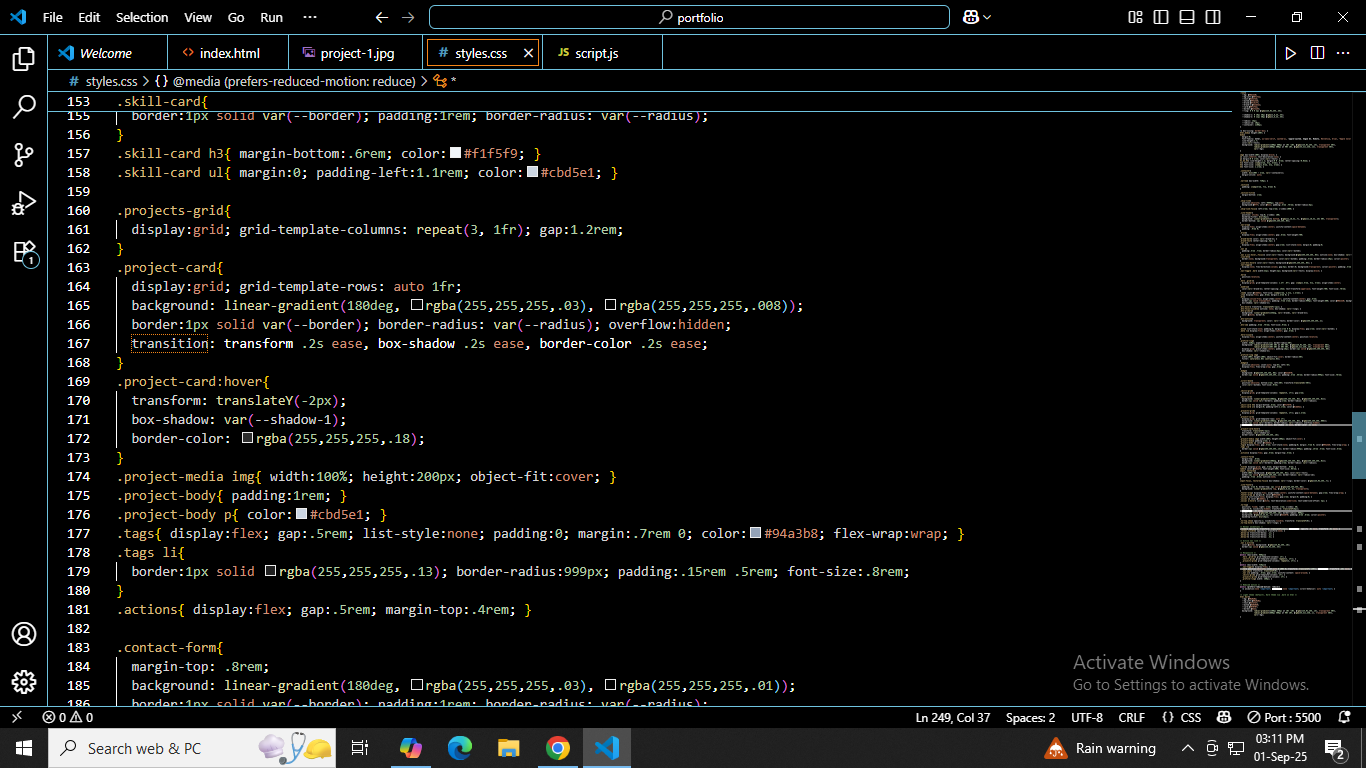 File Edit Selection View Go Run ··· portfolio
Welcome index.html project-1.jpg # styles.css JS script.js
# styles.css > {} @media (prefers-reduced-motion: reduce) > *
153 .skill-card{
155 border:1px solid var(--border); padding:1rem; border-radius: var(--radius);
156 }
157 .skill-card h3{ margin-bottom:.6rem; color:#f1f5f9; }
158 .skill-card ul{ margin:0; padding-left:1.1rem; color:#cbd5e1; }
159
160 .projects-grid{
161 display:grid; grid-template-columns: repeat(3, 1fr); gap:1.2rem;
162 }
163 .project-card{
164 display:grid; grid-template-rows: auto 1fr;
165 background: linear-gradient(180deg, rgba(255,255,255,.03), rgba(255,255,255,.008));
166 border:1px solid var(--border); border-radius: var(--radius); overflow:hidden;
167 transition: transform .2s ease, box-shadow .2s ease, border-color .2s ease;
168 }
169 .project-card:hover{
170 transform: translateY(-2px);
171 box-shadow: var(--shadow-1);
172 border-color: rgba(255,255,255,.18);
173 }
174 .project-media img{ width:100%; height:200px; object-fit:cover; }
175 .project-body{ padding:1rem; }
176 .project-body p{ color:#cbd5e1; }
177 .tags{ display:flex; gap:.5rem; list-style:none; padding:0; margin:.7rem 0; color:#94a3b8; flex-wrap:wrap; }
178 .tags li{
179 border:1px solid rgba(255,255,255,.13); border-radius:999px; padding:.15rem .5rem; font-size:.8rem;
180 }
181 .actions{ display:flex; gap:.5rem; margin-top:.4rem; }
182
183 .contact-form{
184 margin-top: .8rem;
185 background: linear-gradient(180deg, rgba(255,255,255,.03), rgba(255,255,255,.01));
186 border:1px solid var(--border); padding:1rem; border-radius: var(--radius);
1
Activate Windows
Go to Settings to activate Windows.
0 0 Ln 249, Col 37 Spaces: 2 UTF-8 CRLF {} CSS Port : 5500
Search web & PC Rain warning 03:11 PM
01-Sep-25 2